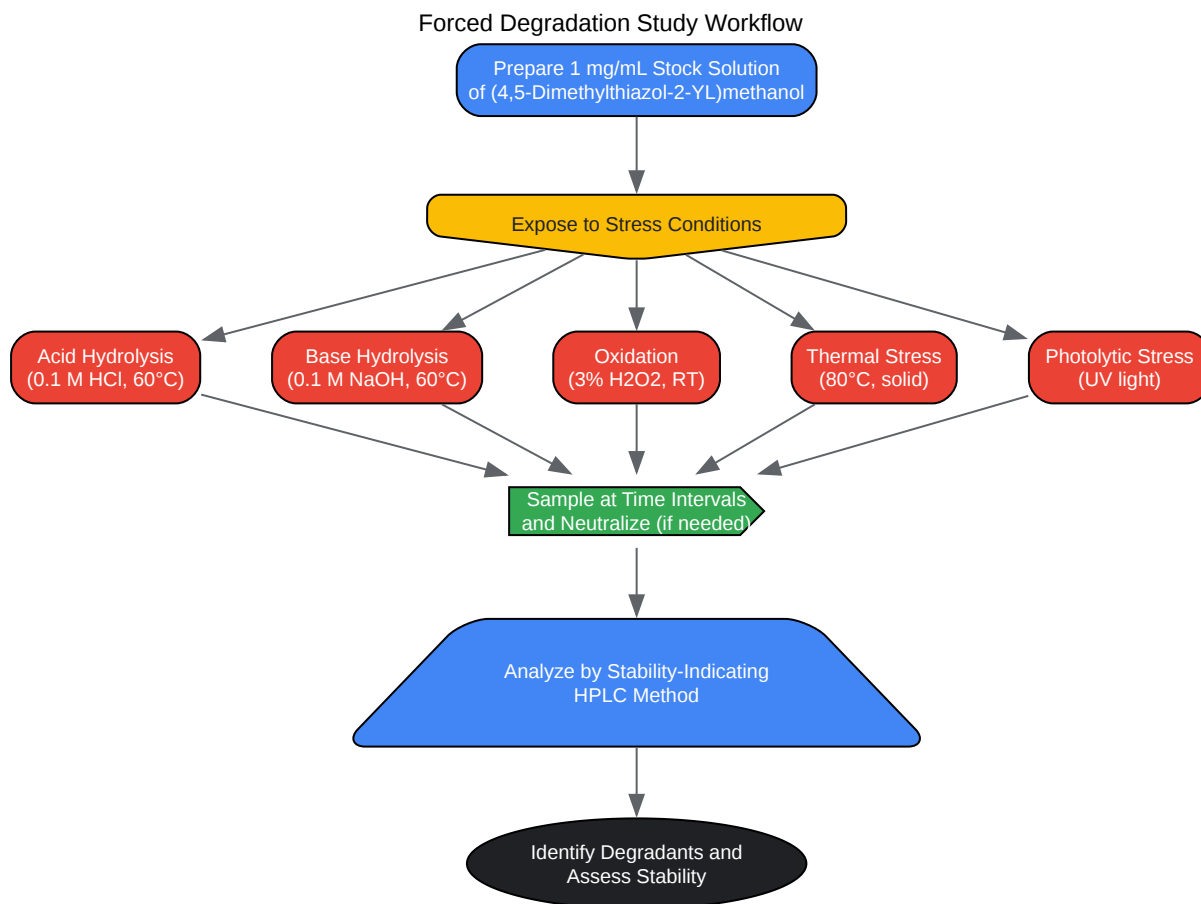 Forced Degradation Study Workflow
Prepare 1 mg/mL Stock Solution
of (4,5-Dimethylthiazol-2-YL)methanol
Expose to Stress Conditions
Acid Hydrolysis
(0.1 M HCl, 60°C)
Base Hydrolysis
(0.1 M NaOH, 60°C)
Oxidation
(3% H2O2, RT)
Thermal Stress
(80°C, solid)
Photolytic Stress
(UV light)
Sample at Time Intervals
and Neutralize (if needed)
Analyze by Stability-Indicating
HPLC Method
Identify Degradants and
Assess Stability